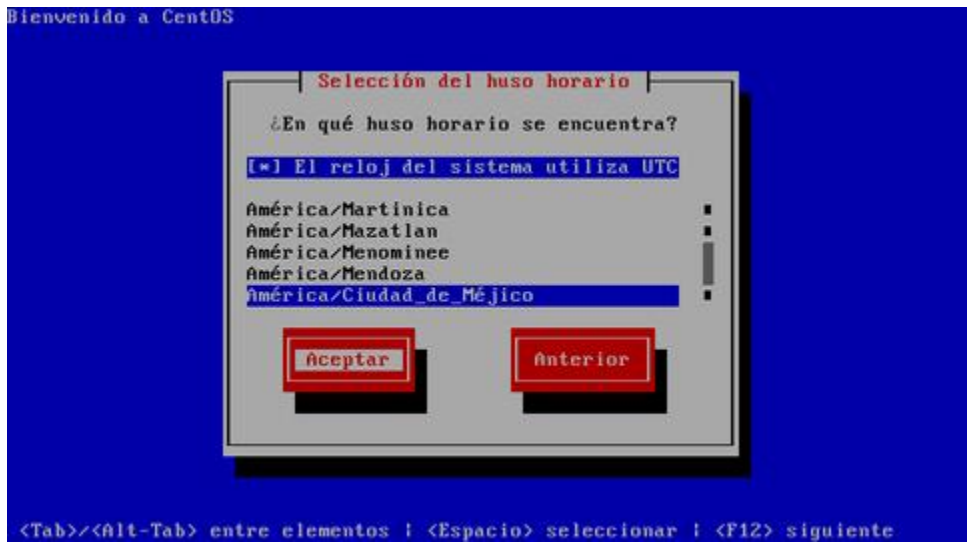 Bienvenido a CentOS
Selección del huso horario
¿En qué huso horario se encuentra?
[*] El reloj del sistema utiliza UTC
América/Martinica
América/Mazatlan
América/Menominee
América/Mendoza
América/Ciudad_de_Méjico
Aceptar Anterior
<Tab>/<Alt-Tab> entre elementos | <Espacio> seleccionar | <F12> siguiente